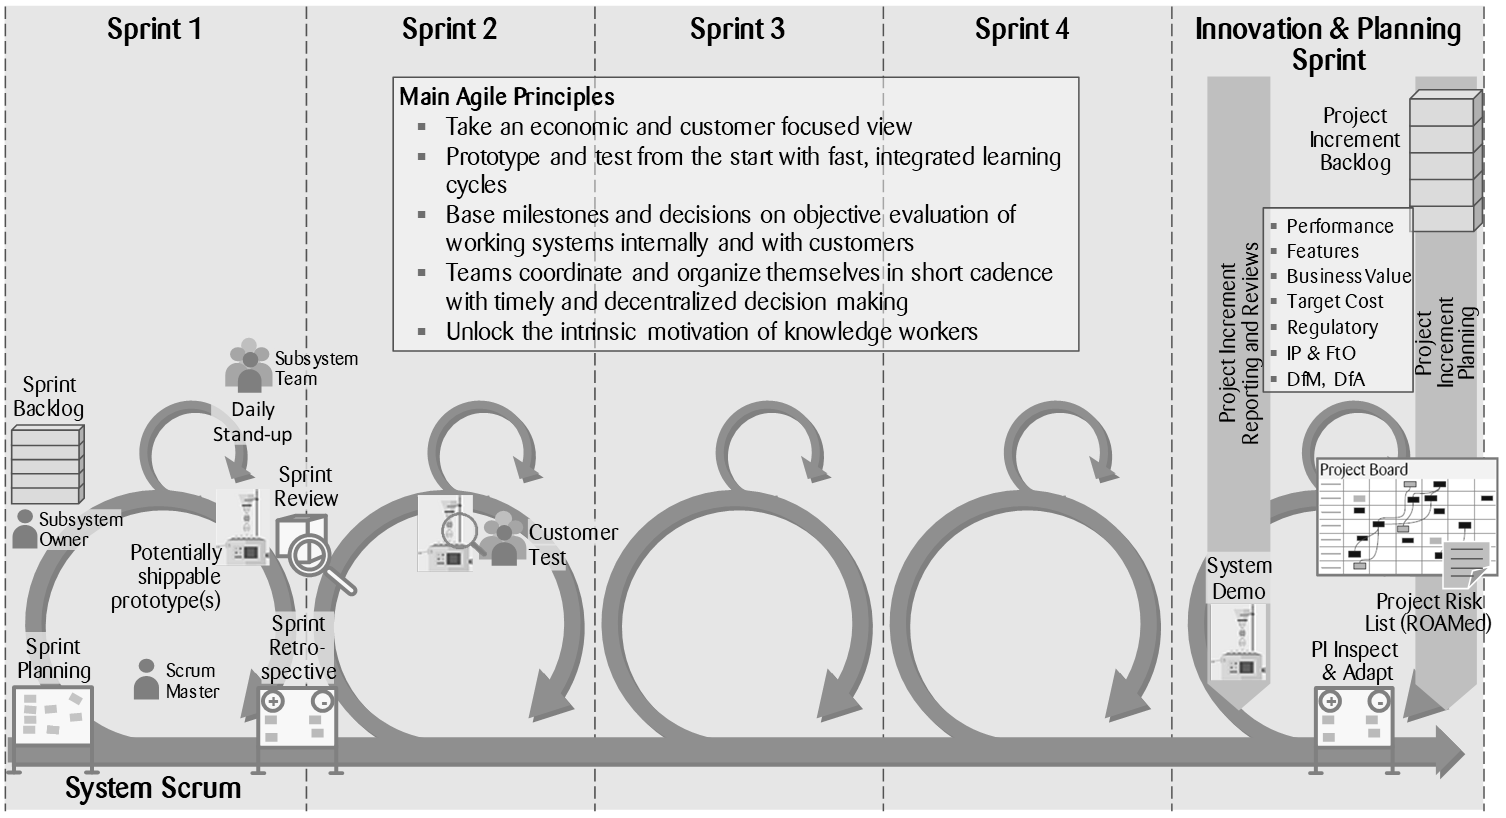 Sprint 1
Sprint 2
Sprint 3
Sprint 4
Innovation & Planning
Sprint
Main Agile Principles
▪ Take an economic and customer focused view
▪ Prototype and test from the start with fast, integrated learning
cycles
▪ Base milestones and decisions on objective evaluation of
working systems internally and with customers
▪ Teams coordinate and organize themselves in short cadence
with timely and decentralized decision making
▪ Unlock the intrinsic motivation of knowledge workers
Project
Increment
Backlog
▪ Performance
▪ Features
▪ Business Value
▪ Target Cost
▪ Regulatory
▪ IP & FtO
▪ DfM, DfA
Project Increment
Reporting and Reviews
Project
Increment
Planning
Subsystem
Team
Sprint
Backlog
Daily
Stand-up
Sprint
Review
Subsystem
Owner
Potentially
shippable
prototype(s)
Customer
Test
Project Board
System
Demo
Project Risk
List (ROAMed)
Sprint
Planning
Scrum
Master
Sprint
Retro-
spective
+
-
PI Inspect
& Adapt
+
-
System Scrum